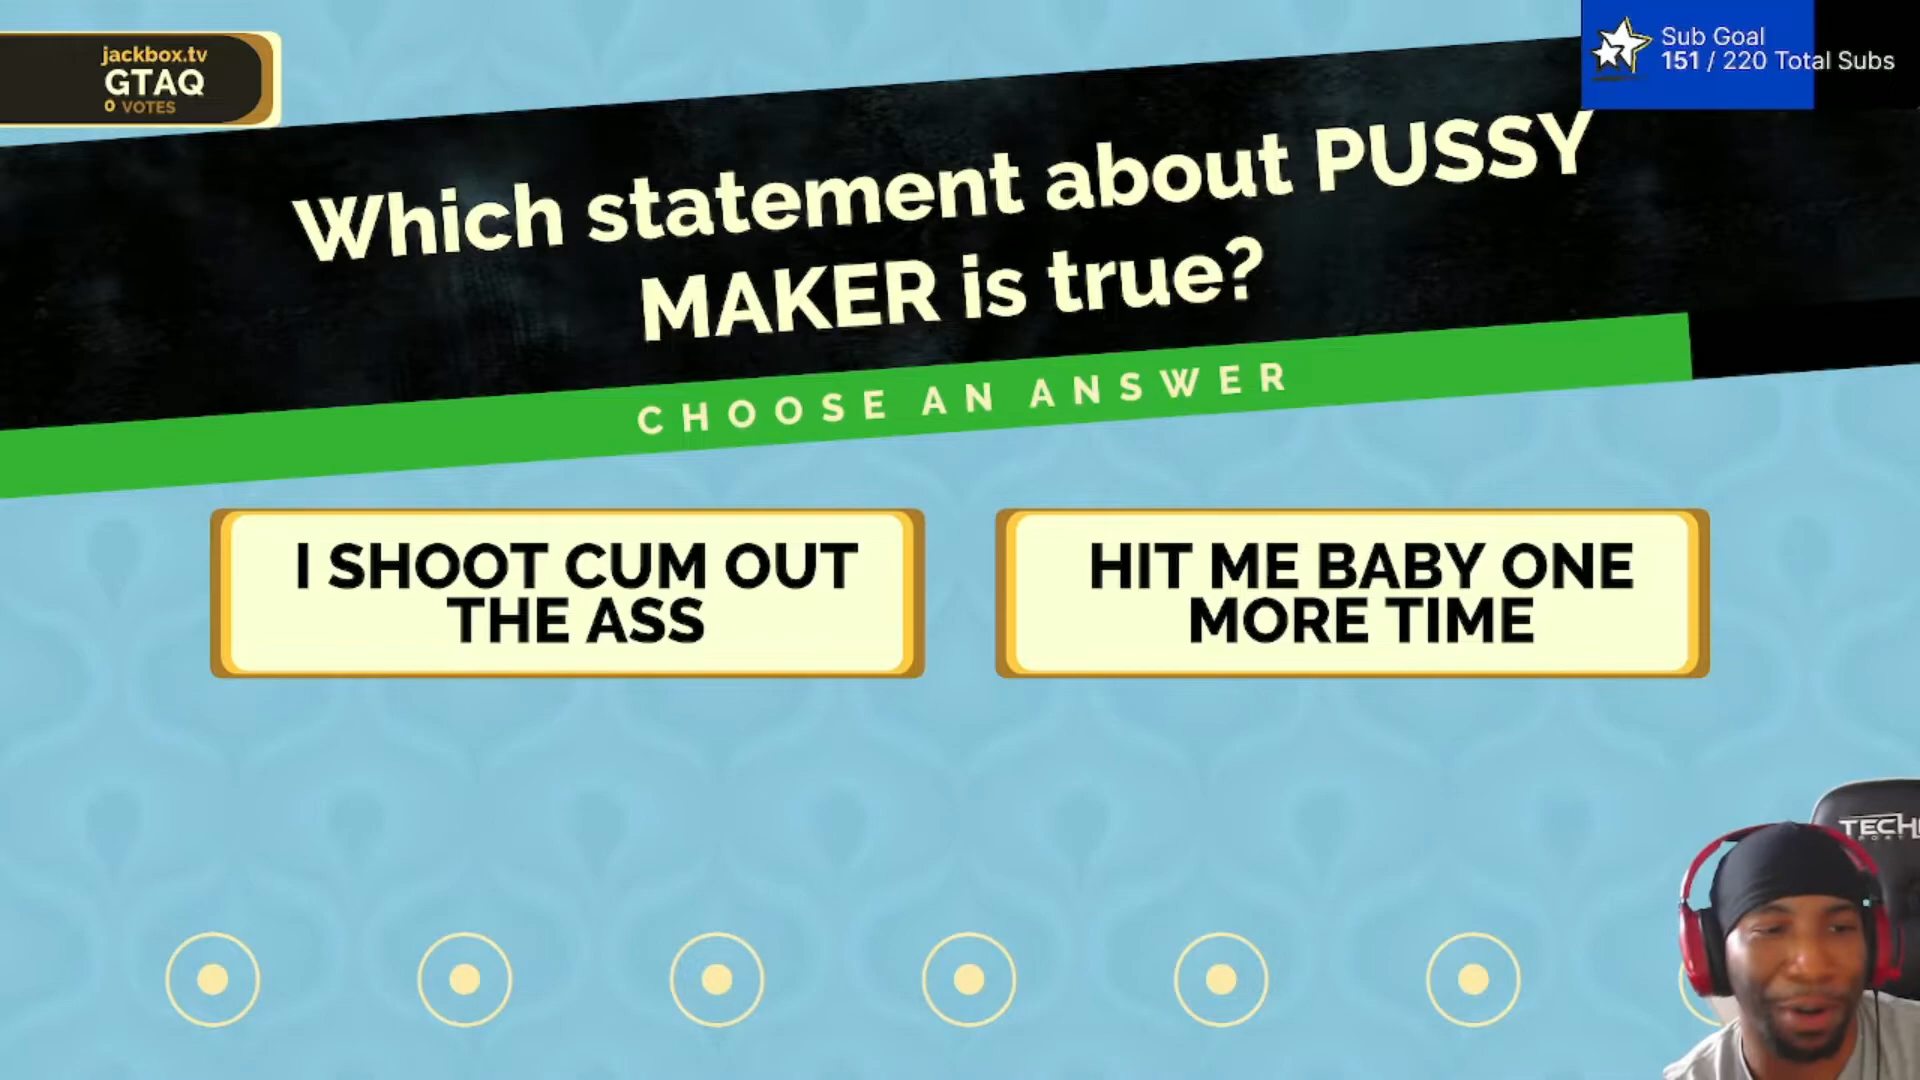 jackbox.tv
GTAQ
0 VOTES
Sub Goal
151 / 220 Total Subs
Which statement about PUSSY
MAKER is true?
CHOOSE AN ANSWER
I SHOOT CUM OUT
THE ASS
HIT ME BABY ONE
MORE TIME